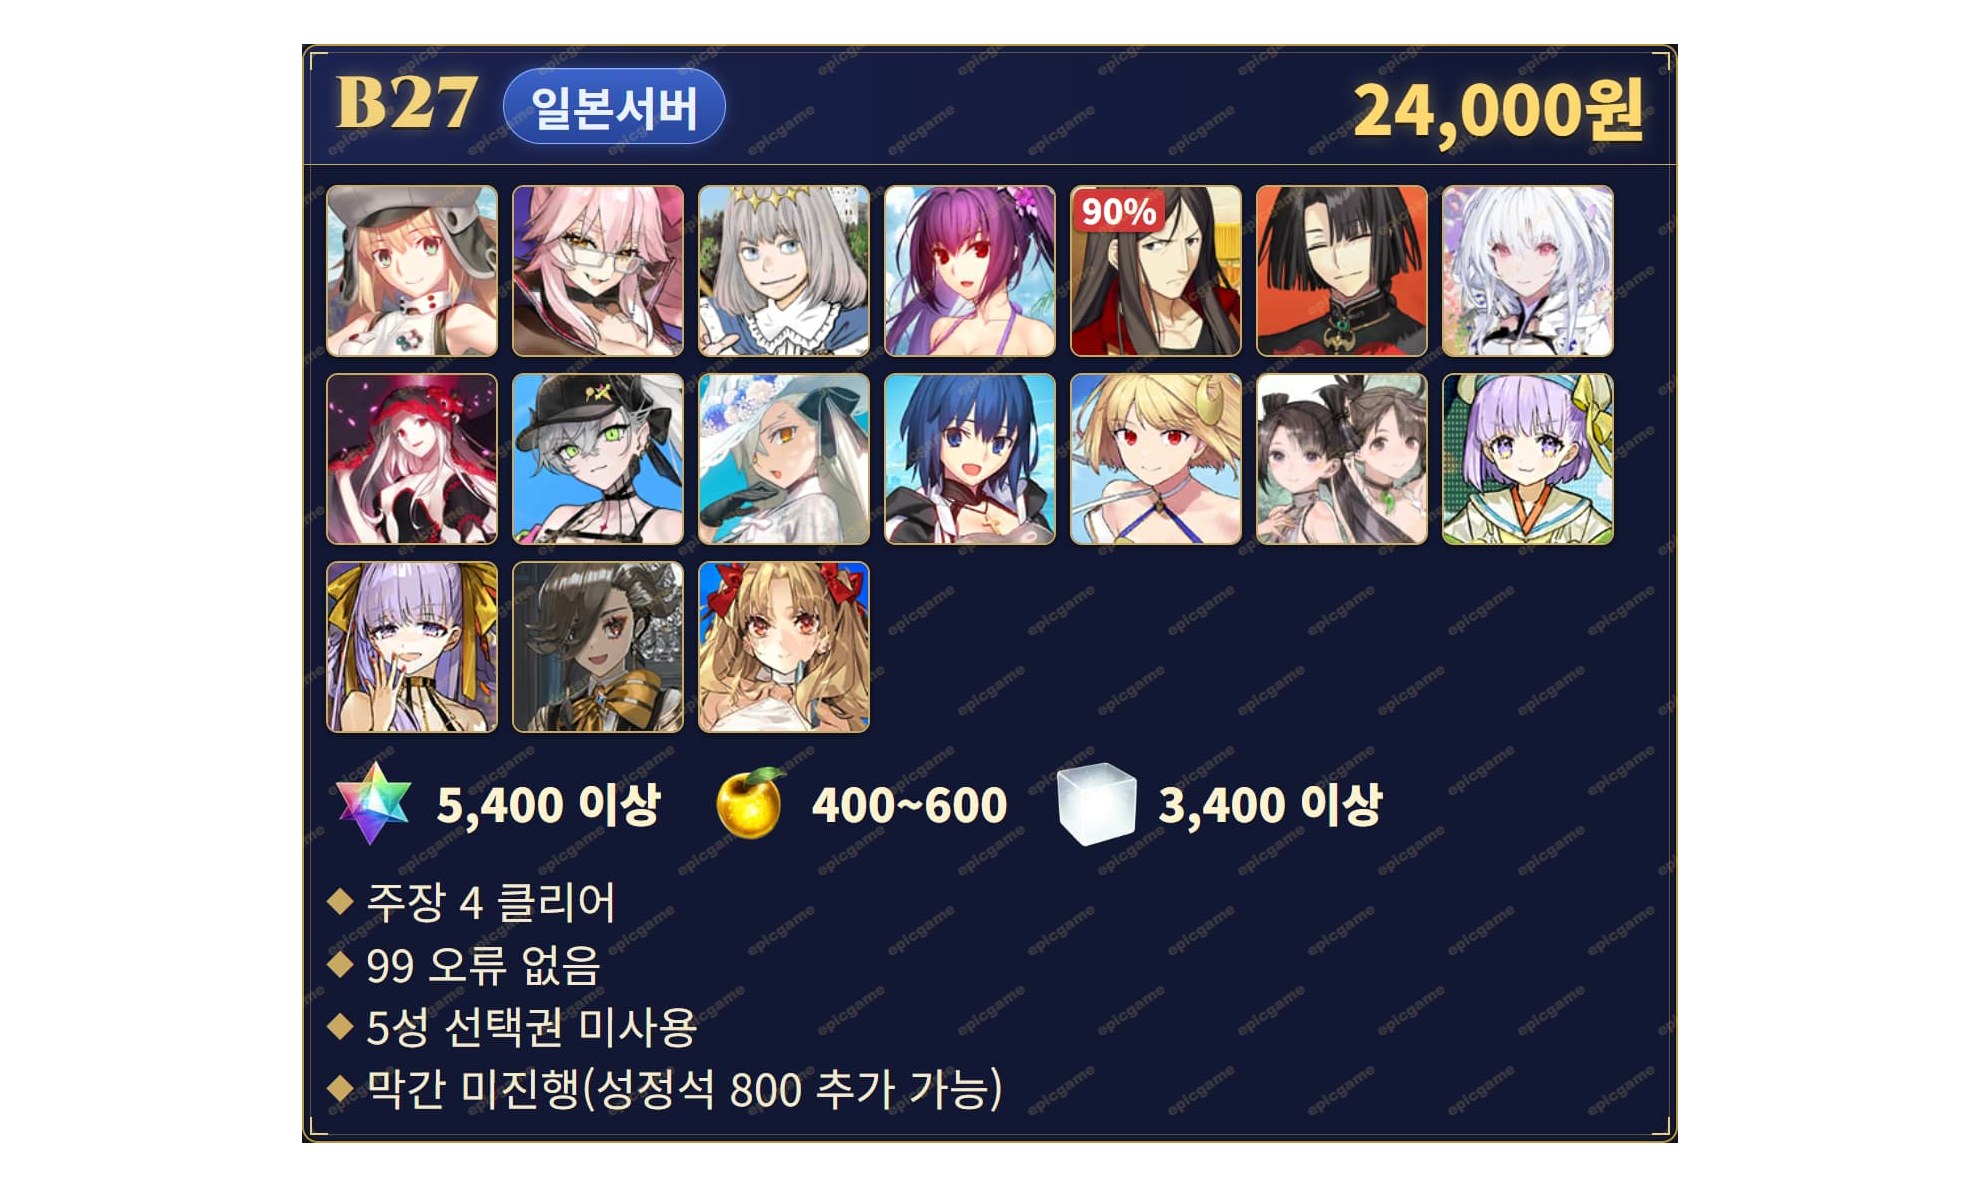 B27 일본서버 24,000원
90%
5,400 이상 400~600 3,400 이상
◆ 주장 4 클리어
◆ 99 오류 없음
◆ 5성 선택권 미사용
◆ 막간 미진행(성정석 800 추가 가능)
epicgame